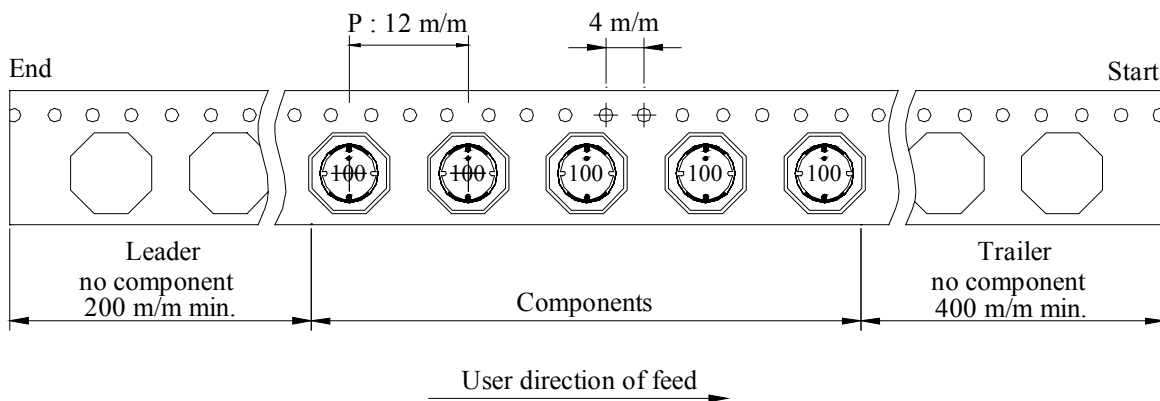 P : 12 m/m
4 m/m
End
Start
100
100
100
100
100
Leader
no component
200 m/m min.
Components
Trailer
no component
400 m/m min.
User direction of feed